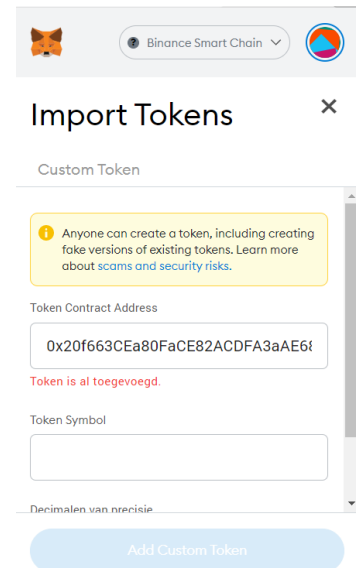 Binance Smart Chain
Import Tokens
Custom Token
Anyone can create a token, including creating
fake versions of existing tokens. Learn more
about scams and security risks.
Token Contract Address
0x20f663CEa80FaCE82ACDFA3aAE68
Token is al toegevoegd.
Token Symbol
Decimalen van precisie
Add Custom Token